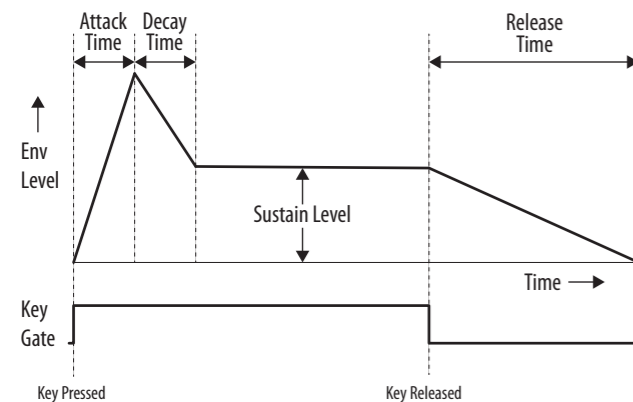 Attack
Time
Decay
Time
Release
Time
Env
Level
Sustain Level
Time
Key
Gate
Key Pressed
Key Released